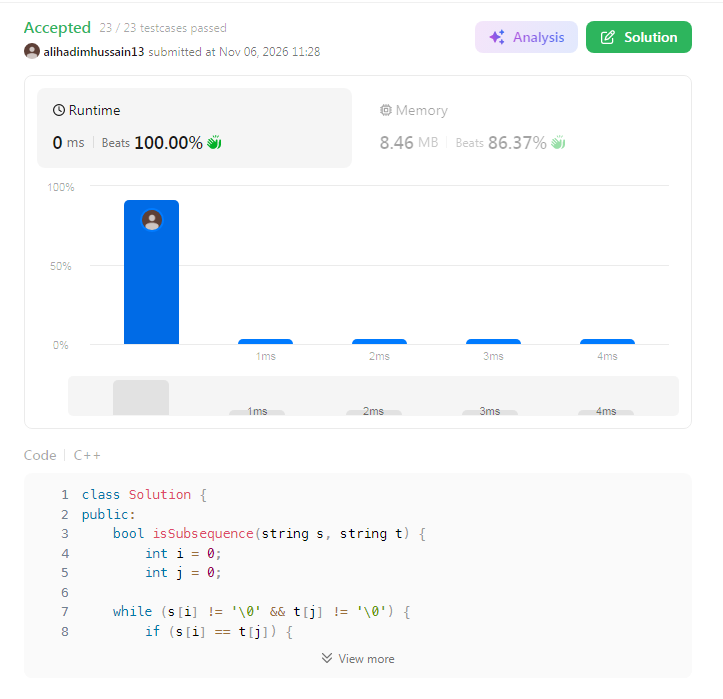 Accepted 23 / 23 testcases passed
Analysis
Solution
alihadimhussain13 submitted at Nov 06, 2026 11:28
Runtime
0 ms | Beats 100.00%
Memory
8.46 MB | Beats 86.37%
100%
50%
0%
1ms 2ms 3ms 4ms
1ms 2ms 3ms 4ms
Code | C++
1 class Solution {
2 public:
3     bool isSubsequence(string s, string t) {
4         int i = 0;
5         int j = 0;
6
7     while (s[i] != '\0' && t[j] != '\0') {
8         if (s[i] == t[j]) {
View more